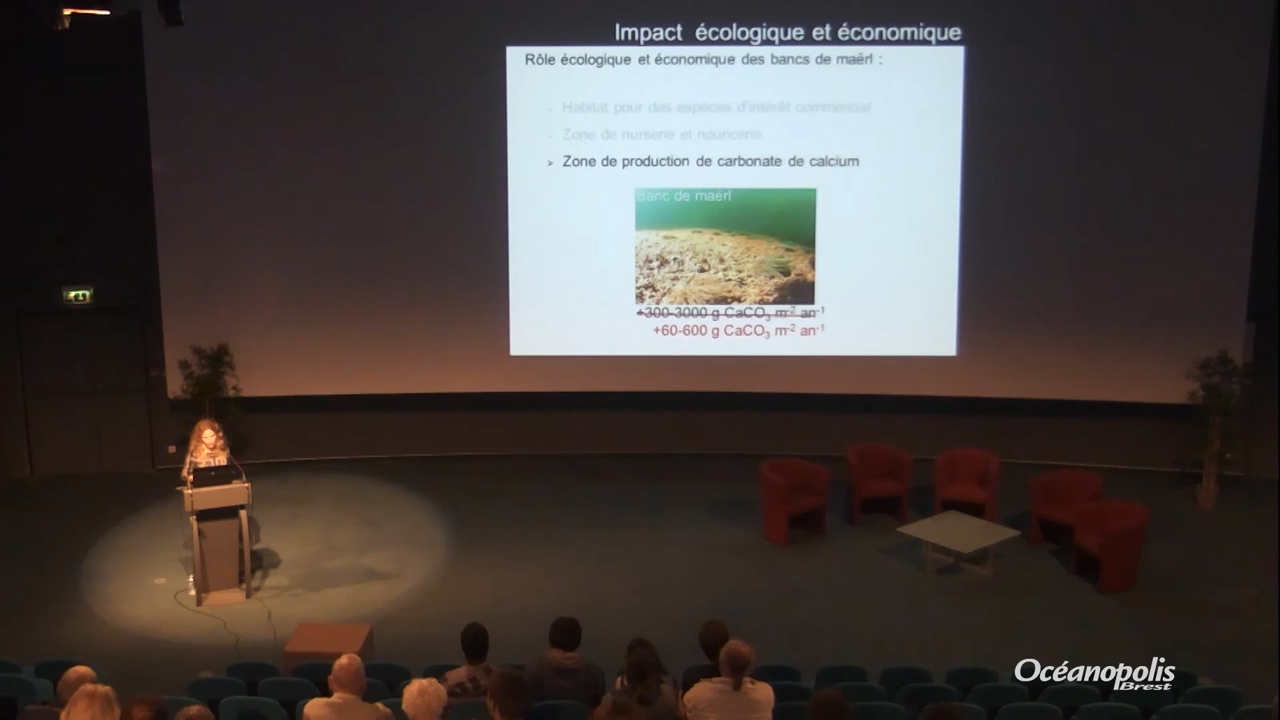 Impact écologique et économique
Rôle écologique et économique des bancs de maërl :
Habitat pour des espèces d'intérêt commercial
Zone de nurserie et nourricerie
➢ Zone de production de carbonate de calcium
Banc de maërl
+300-3000 g CaCO₃ m⁻² an⁻¹
+60-600 g CaCO₃ m⁻² an⁻¹
Océanopolis
Brest